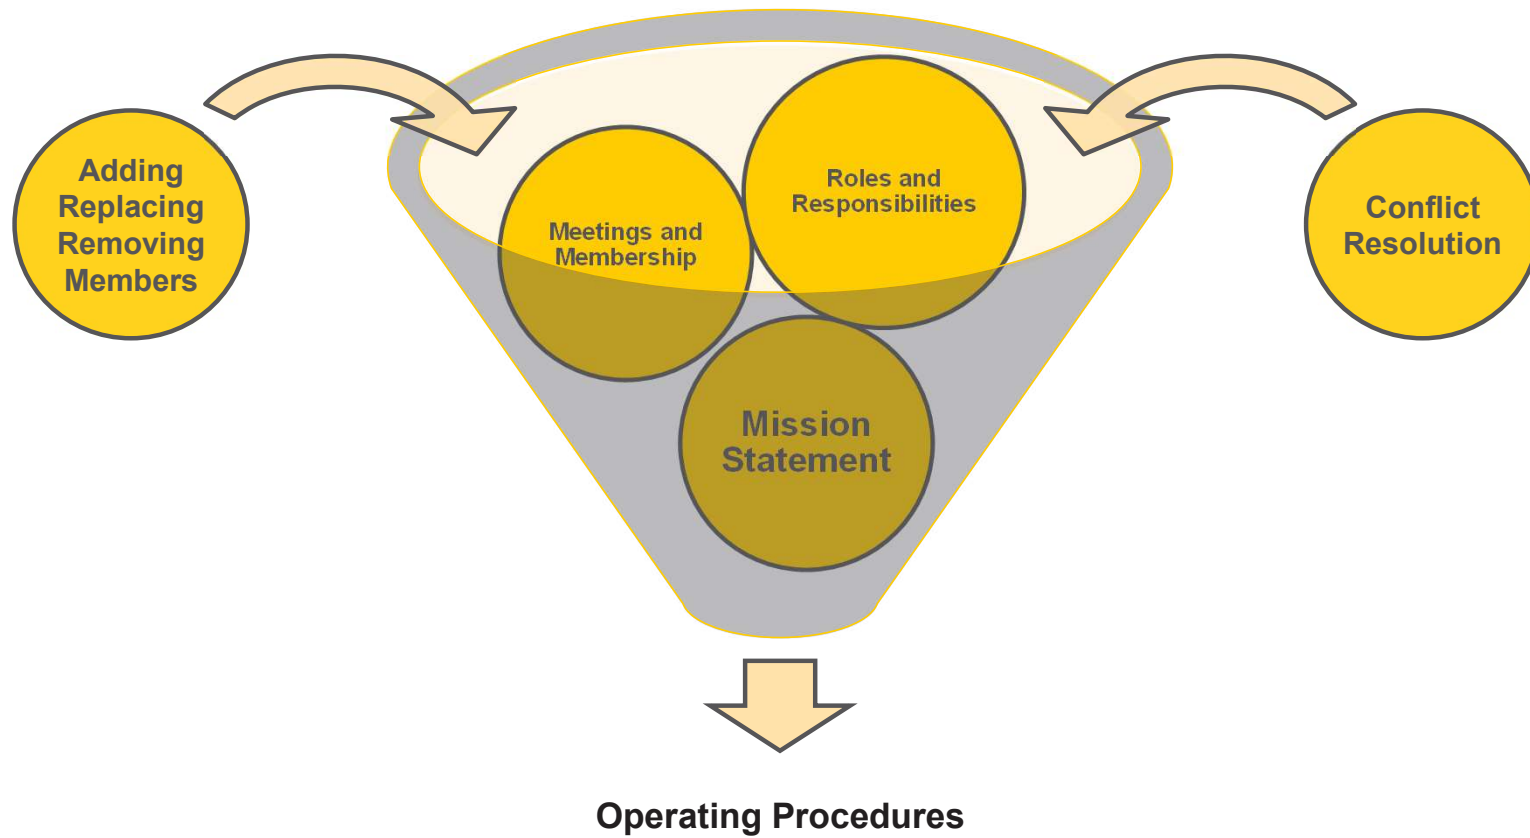 Adding
Replacing
Removing
Members
Meetings and
Membership
Roles and
Responsibilities
Conflict
Resolution
Mission
Statement
Operating Procedures